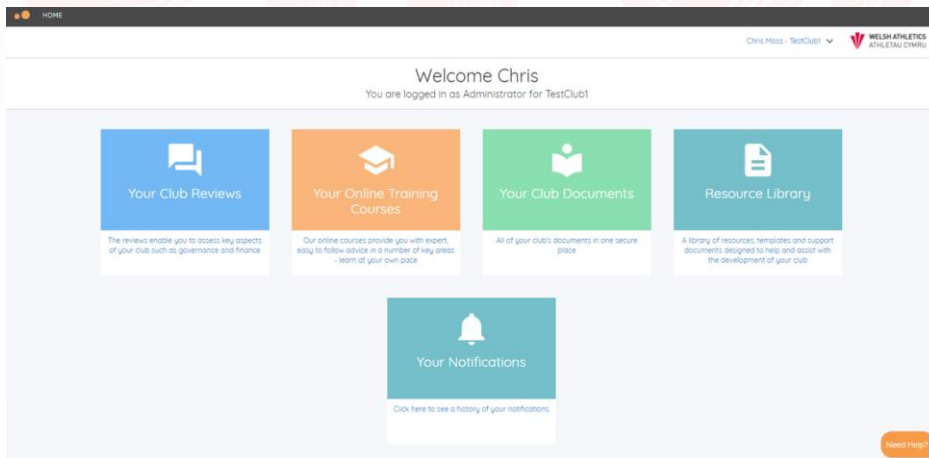 HOME
Chris Moss - TestClub1
WELSH ATHLETICS
ATHLETAU CYMRU
Welcome Chris
You are logged in as Administrator for TestClub1
Your Club Reviews
The reviews enable you to assess key aspects
of your club such as governance and finance
Your Online Training
Courses
Our online courses provide you with expert,
easy to follow advice in a number of key areas
- learn at your own pace
Your Club Documents
All of your club's documents in one secure
place
Resource Library
A library of resources, templates and support
documents designed to help and assist with
the development of your club
Your Notifications
Click here to see a history of your notifications
Need Help?